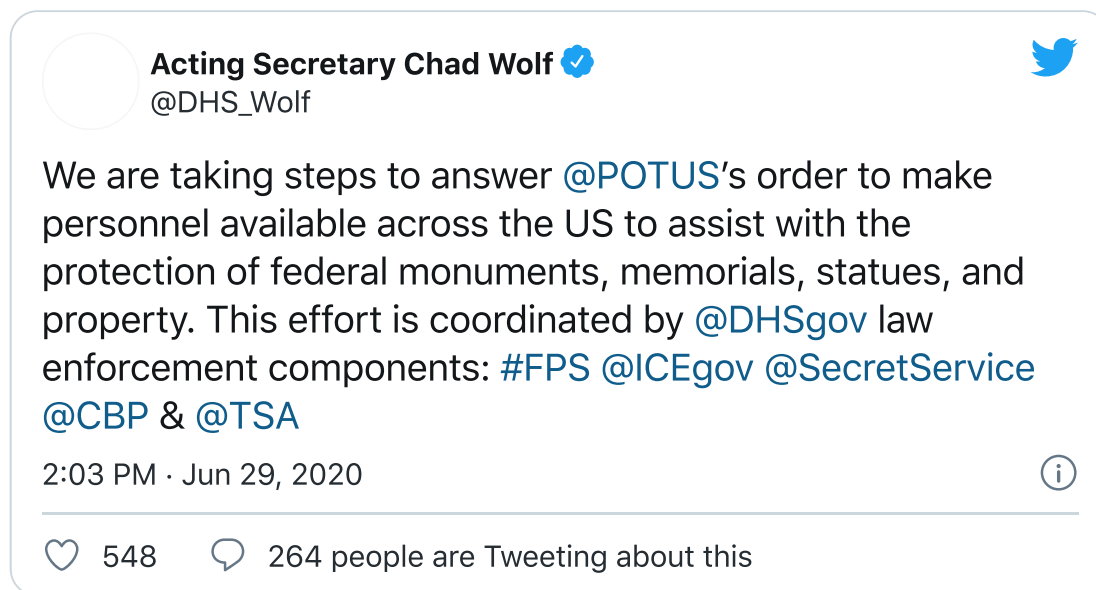 Acting Secretary Chad Wolf
@DHS_Wolf
We are taking steps to answer @POTUS’s order to make
personnel available across the US to assist with the
protection of federal monuments, memorials, statues, and
property. This effort is coordinated by @DHSgov law
enforcement components: #FPS @ICEgov @SecretService
@CBP & @TSA
2:03 PM · Jun 29, 2020
548 264 people are Tweeting about this